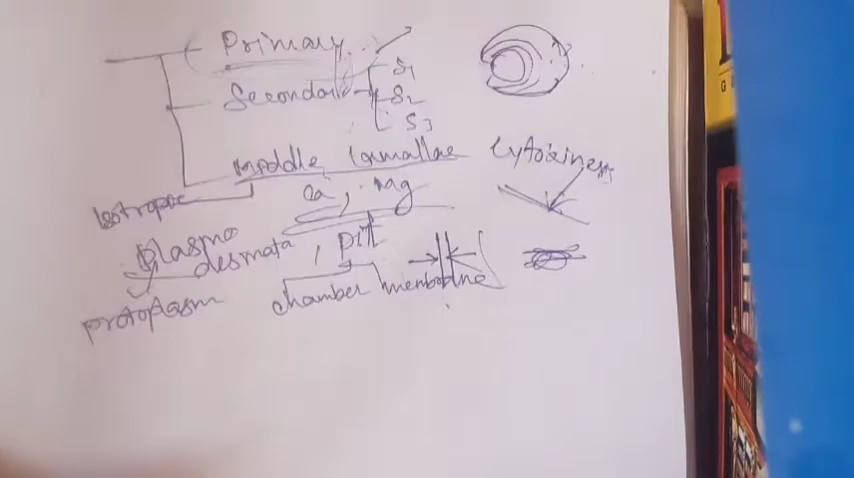 Primary
Secondary S1
S2
S3
middle lamallae Cytokinesis
Isotropic Ca, Mg
Plasmo
desmata, Pit
Protoplasm chamber membrane